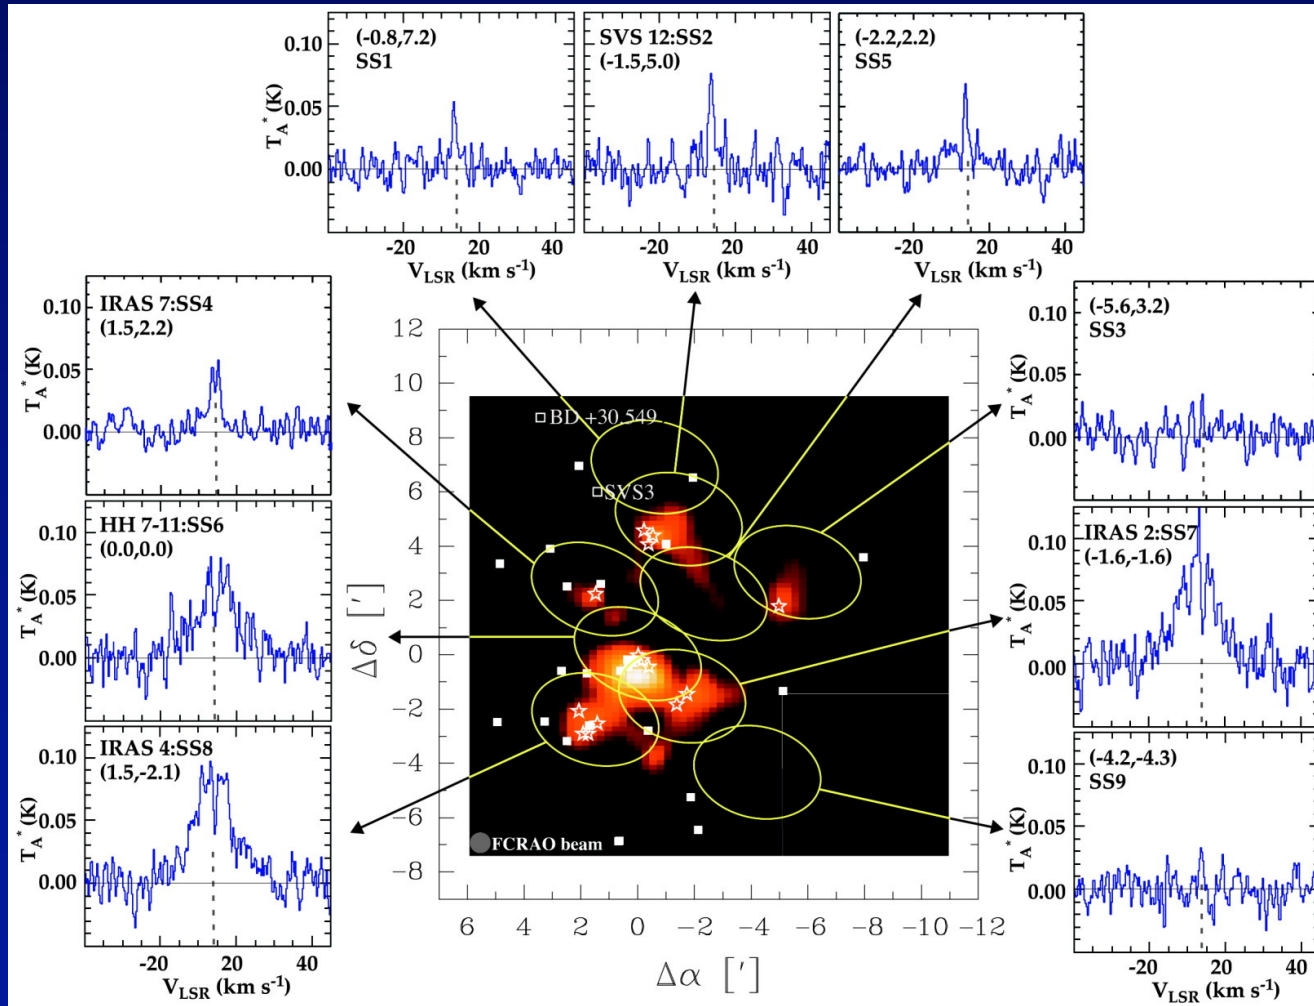 (-0.8,7.2)
SS1
0.10
0.05
0.00
T_A* (K)
-20 20
V_LSR (km s⁻¹)
SVS 12:SS2
(-1.5,5.0)
-20 20
V_LSR (km s⁻¹)
(-2.2,2.2)
SS5
-20 20
V_LSR (km s⁻¹)
IRAS 7:SS4
(1.5,2.2)
0.10
0.05
0.00
T_A* (K)
HH 7-11:SS6
(0.0,0.0)
0.10
0.05
0.00
T_A* (K)
IRAS 4:SS8
(1.5,-2.1)
0.10
0.05
0.00
T_A* (K)
-20 20 40
V_LSR (km s⁻¹)
12
10
8
6
4
2
0
−2
−4
−6
−8
Δδ [']
BD +30.549
SVS3
FCRAO beam
6 4 2 0 −2 −4 −6 −8 −10 −12
Δα [']
(-5.6,3.2)
SS3
0.10
0.05
0.00
T_A* (K)
IRAS 2:SS7
(-1.6,-1.6)
0.10
0.05
0.00
T_A* (K)
(-4.2,-4.3)
SS9
0.10
0.05
0.00
T_A* (K)
-20 20 40
V_LSR (km s⁻¹)